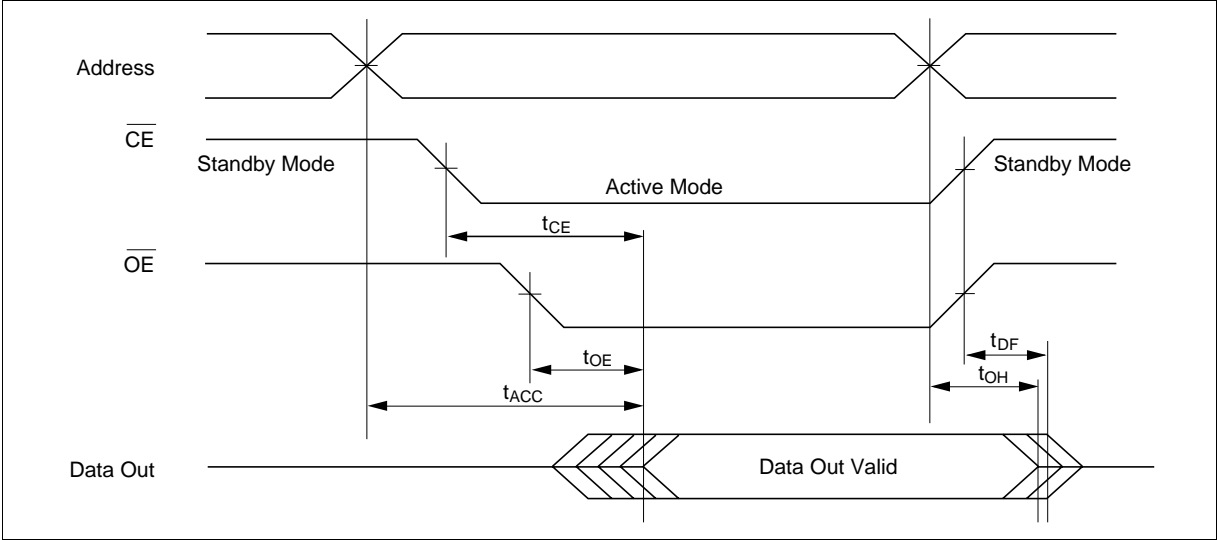 Address
CE
Standby Mode
Active Mode
Standby Mode
tCE
OE
tOE
tDF
tOH
tACC
Data Out
Data Out Valid